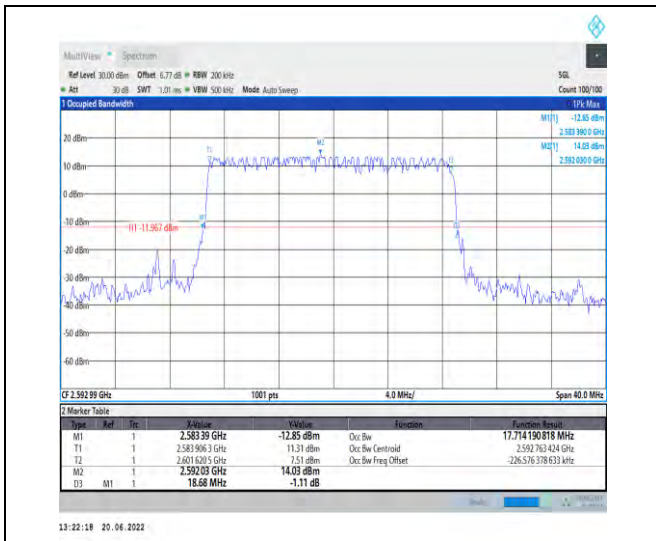 MultiView Spectrum
Ref Level 30.00 dBm Offset 6.77 dB RBW 200 kHz SGL
Att 30 dB SWT 1.01 ms VBW 500 kHz Mode Auto Sweep Count 100/100
1 Occupied Bandwidth 1Pk Max
M1[1] -12.85 dBm
2.583 390 0 GHz
M2[1] 14.03 dBm
2.592 030 0 GHz
20 dBm
T1 M2 T2
10 dBm
0 dBm
-10 dBm
M1
H1 -11.967 dBm
-20 dBm
-30 dBm
-40 dBm
-50 dBm
-60 dBm
CF 2.592 99 GHz 1001 pts 4.0 MHz/ Span 40.0 MHz
2 Marker Table
Type Ref Trc X-Value Y-Value Function Function Result
M1 1 2.583 39 GHz -12.85 dBm Occ Bw 17.714 190 818 MHz
T1 1 2.583 906 3 GHz 11.31 dBm Occ Bw Centroid 2.592 763 424 GHz
T2 1 2.601 620 5 GHz 7.51 dBm Occ Bw Freq Offset -226.576 378 633 kHz
M2 1 2.592 03 GHz 14.03 dBm
D3 M1 1 18.68 MHz -1.11 dB
13:22:18 20.06.2022